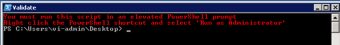 Validate
You must run this script in an elevated PowerShell prompt
Right click the Powershell shortcut and select "Run as Administrator"
PS C:\Users\vi-admin\Desktop> _